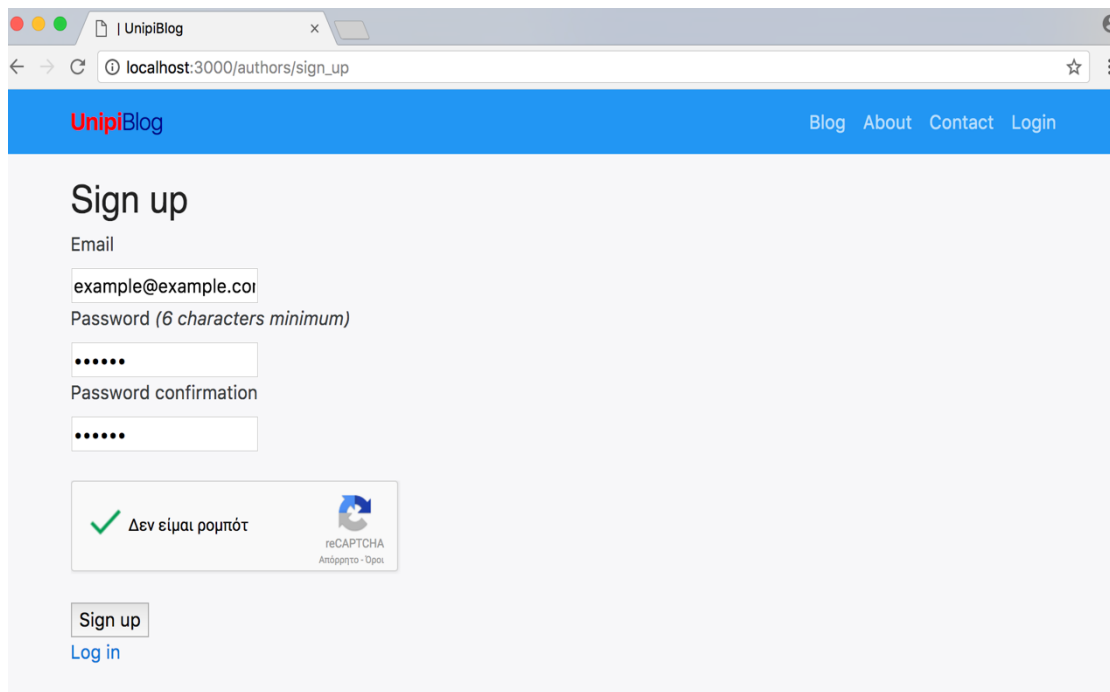 | UnipiBlog
localhost:3000/authors/sign_up
UnipiBlog Blog About Contact Login
Sign up
Email
example@example.cor
Password (6 characters minimum)
••••••
Password confirmation
••••••
Δεν είμαι ρομπότ
reCAPTCHA
Απόρρητο - Όροι
Sign up
Log in